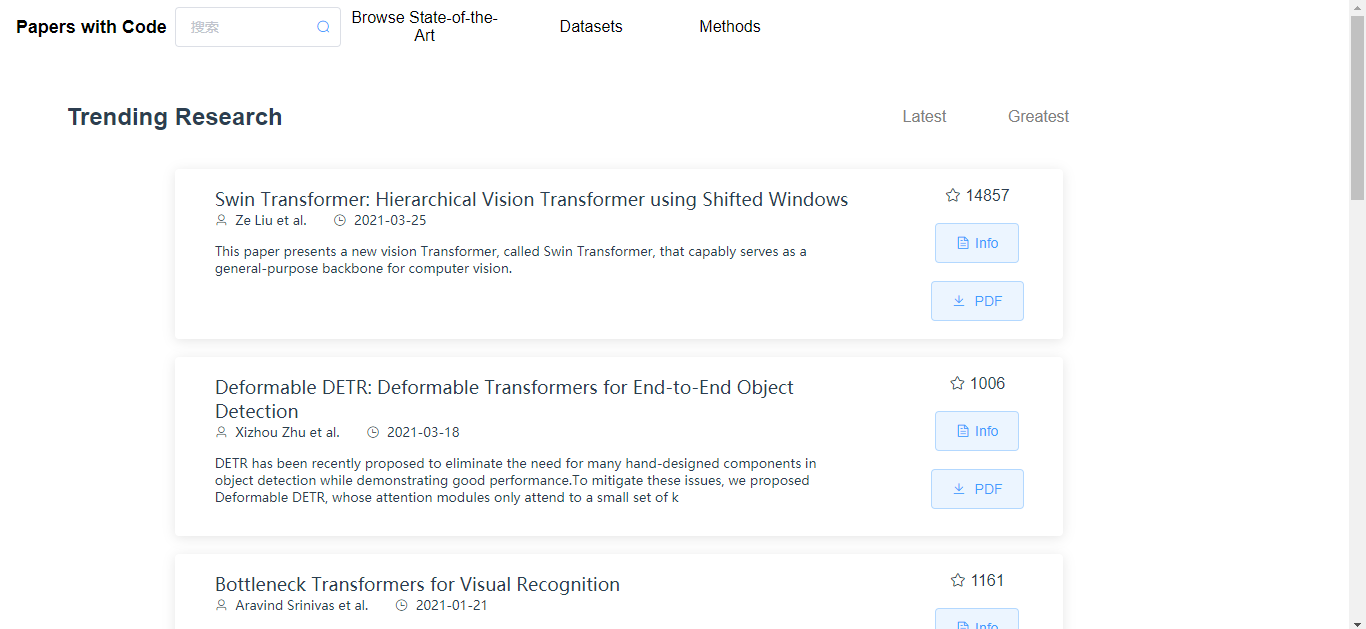 Papers with Code
搜索
Browse State-of-the-
Art
Datasets
Methods
Trending Research
Latest
Greatest
Swin Transformer: Hierarchical Vision Transformer using Shifted Windows
Ze Liu et al. 2021-03-25
This paper presents a new vision Transformer, called Swin Transformer, that capably serves as a
general-purpose backbone for computer vision.
14857
Info
PDF
Deformable DETR: Deformable Transformers for End-to-End Object
Detection
Xizhou Zhu et al. 2021-03-18
DETR has been recently proposed to eliminate the need for many hand-designed components in
object detection while demonstrating good performance.To mitigate these issues, we proposed
Deformable DETR, whose attention modules only attend to a small set of k
1006
Info
PDF
Bottleneck Transformers for Visual Recognition
Aravind Srinivas et al. 2021-01-21
1161
Info